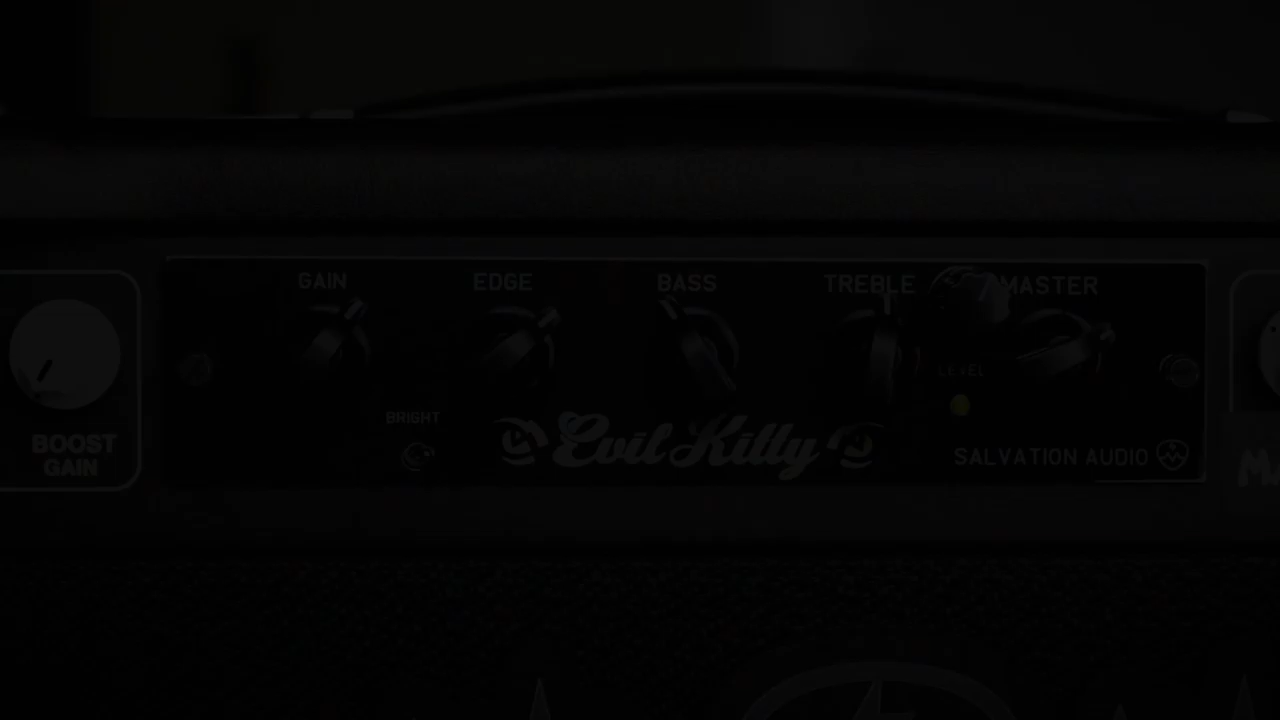 GAIN EDGE BASS TREBLE MASTER
LEVEL
BRIGHT
BOOST
GAIN
Evil Kitty
SALVATION AUDIO